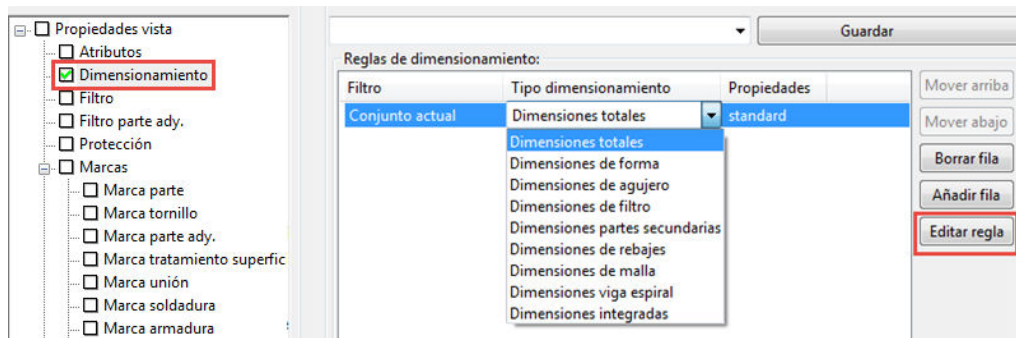 Propiedades vista
Atributos
Dimensionamiento
Filtro
Filtro parte ady.
Protección
Marcas
Marca parte
Marca tornillo
Marca parte ady.
Marca tratamiento superfic
Marca unión
Marca soldadura
Marca armadura
Guardar
Reglas de dimensionamiento:
Filtro Tipo dimensionamiento Propiedades
Conjunto actual Dimensiones totales standard
Dimensiones totales
Dimensiones de forma
Dimensiones de agujero
Dimensiones de filtro
Dimensiones partes secundarias
Dimensiones de rebajes
Dimensiones de malla
Dimensiones viga espiral
Dimensiones integradas
Mover arriba
Mover abajo
Borrar fila
Añadir fila
Editar regla